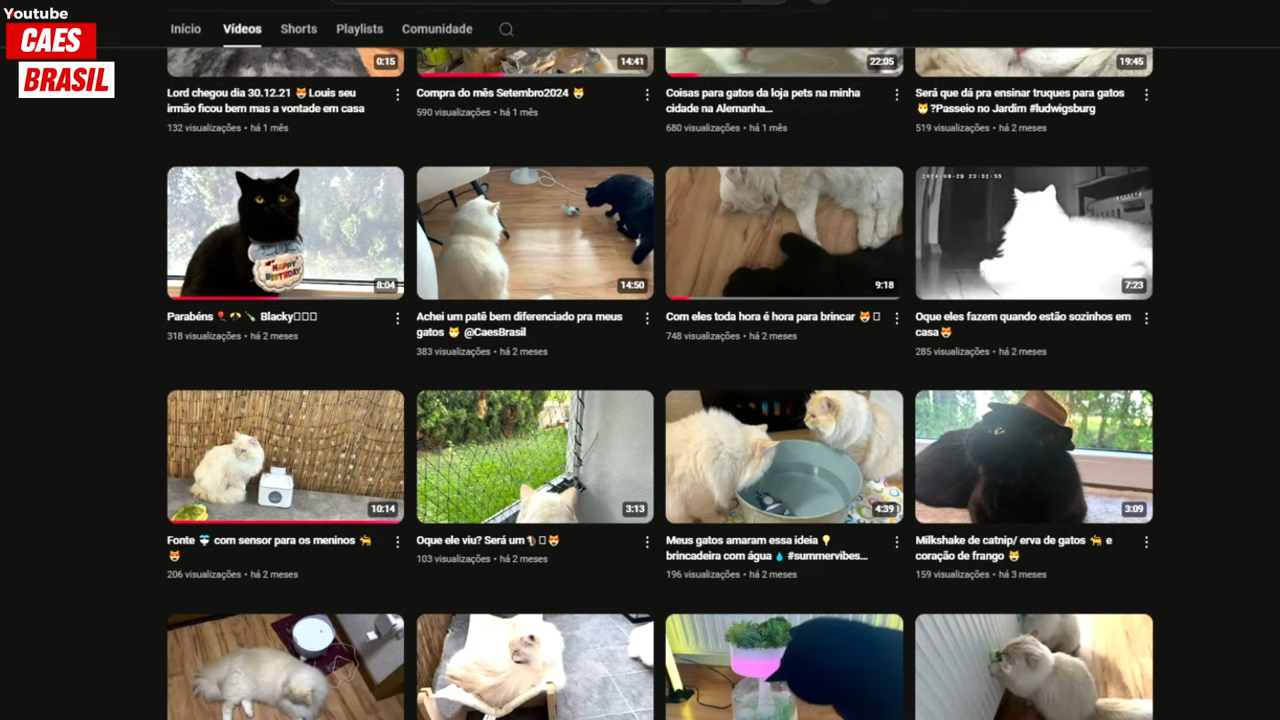 Youtube
CAES
BRASIL
Início
Vídeos
Shorts
Playlists
Comunidade
0:15
14:41
22:05
19:45
Lord chegou dia 30.12.21 😻Louis seu
irmão ficou bem mas a vontade em casa
132 visualizações • há 1 mês
Compra do mês Setembro2024 😺
590 visualizações • há 1 mês
Coisas para gatos da loja pets na minha
cidade na Alemanha...
680 visualizações • há 1 mês
Será que dá pra ensinar truques para gatos
😺?Passeio no Jardim #ludwigsburg
519 visualizações • há 2 meses
HAPPY
BIRTHDAY
8:04
14:50
9:18
2024-08-28 23:32:55
7:23
Parabéns 🎈 🎊 🍾 Blacky
318 visualizações • há 2 meses
Achei um patê bem diferenciado pra meus
gatos 😺 @CaesBrasil
383 visualizações • há 2 meses
Com eles toda hora é hora para brincar 😻
748 visualizações • há 2 meses
Oque eles fazem quando estão sozinhos em
casa😻
285 visualizações • há 2 meses
10:14
3:13
4:39
3:09
Fonte ⛲ com sensor para os meninos 🐈
😻
206 visualizações • há 2 meses
Oque ele viu? Será um🐿️😻
103 visualizações • há 2 meses
Meus gatos amaram essa ideia 💡
brincadeira com água 💧 #summervibes...
196 visualizações • há 2 meses
Milkshake de catnip/ erva de gatos 🐈 e
coração de frango 😺
159 visualizações • há 3 meses